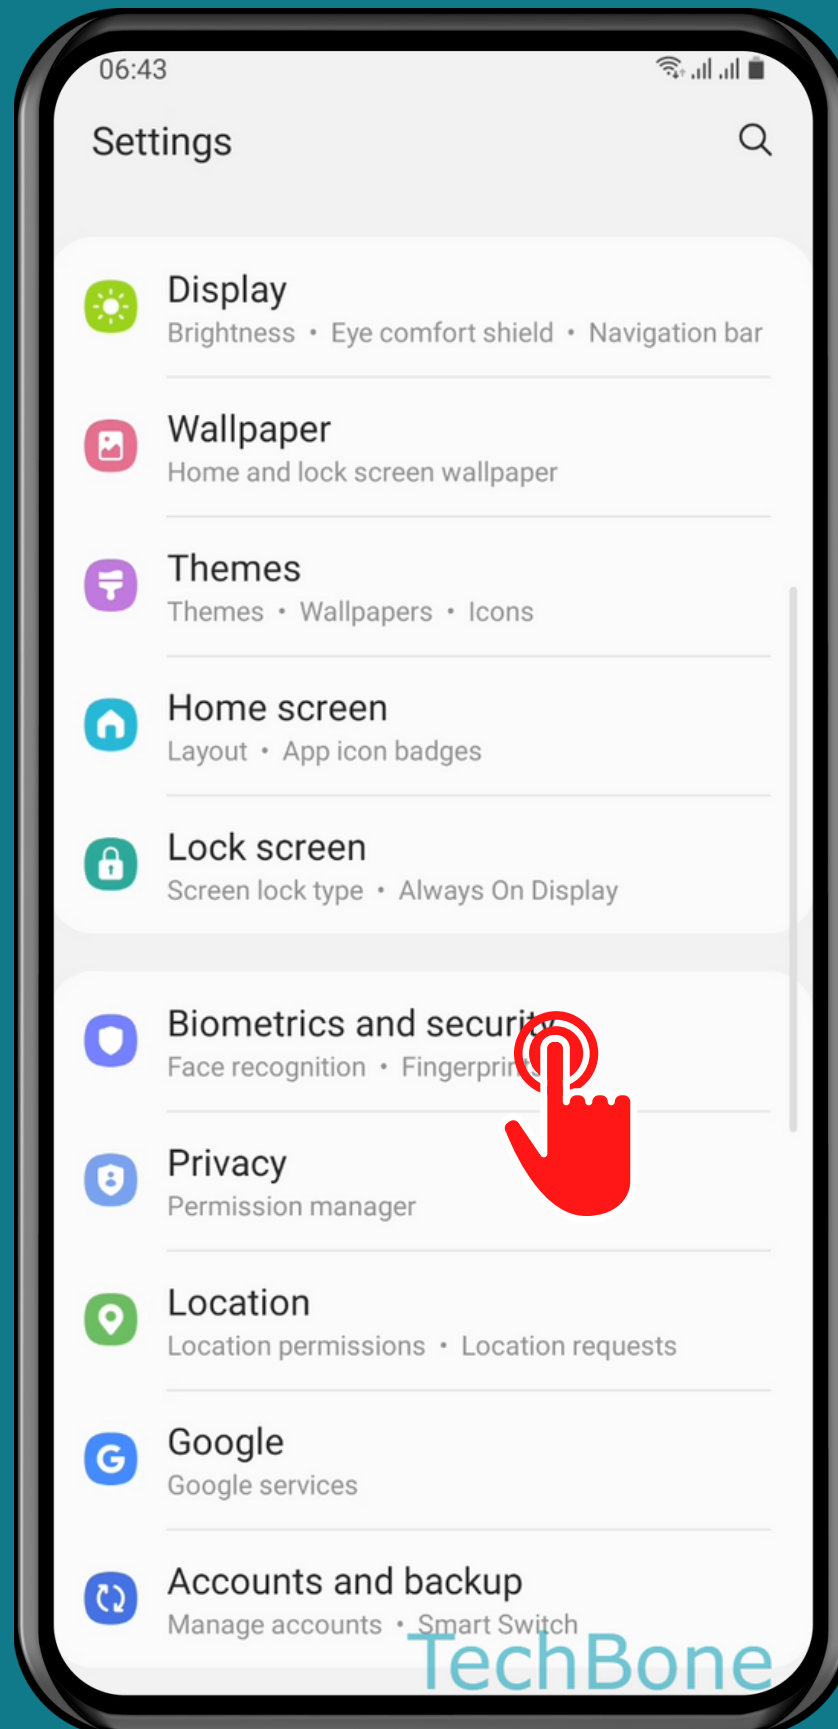 06:43
Settings
Display
Brightness • Eye comfort shield • Navigation bar
Wallpaper
Home and lock screen wallpaper
Themes
Themes • Wallpapers • Icons
Home screen
Layout • App icon badges
Lock screen
Screen lock type • Always On Display
Biometrics and security
Face recognition • Fingerprints
Privacy
Permission manager
Location
Location permissions • Location requests
Google
Google services
Accounts and backup
Manage accounts • Smart Switch
TechBone